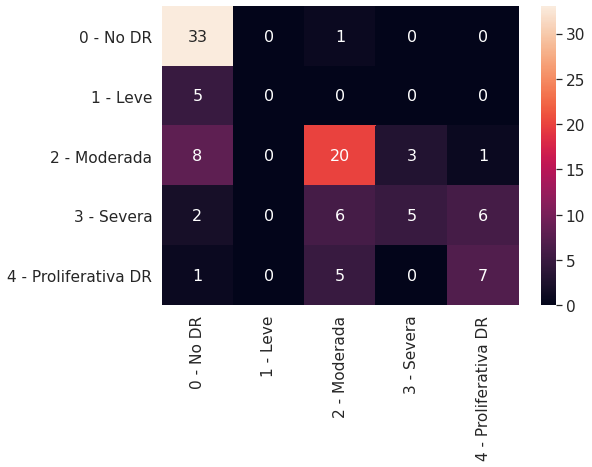 0 - No DR 33 0 1 0 0
1 - Leve 5 0 0 0 0
2 - Moderada 8 0 20 3 1
3 - Severa 2 0 6 5 6
4 - Proliferativa DR 1 0 5 0 7
0 - No DR
1 - Leve
2 - Moderada
3 - Severa
4 - Proliferativa DR
30
25
20
15
10
5
0